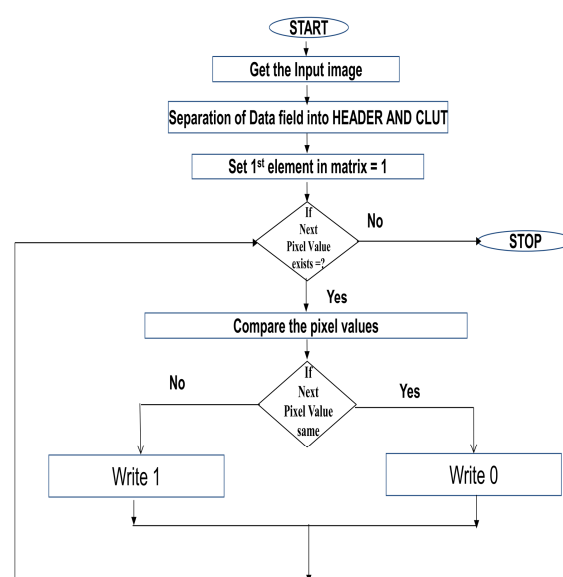 START
Get the Input image
Separation of Data field into HEADER AND CLUT
Set 1st element in matrix = 1
If
Next
Pixel Value
exists =?
No
STOP
Yes
Compare the pixel values
If
Next
Pixel Value
same
No
Yes
Write 1
Write 0